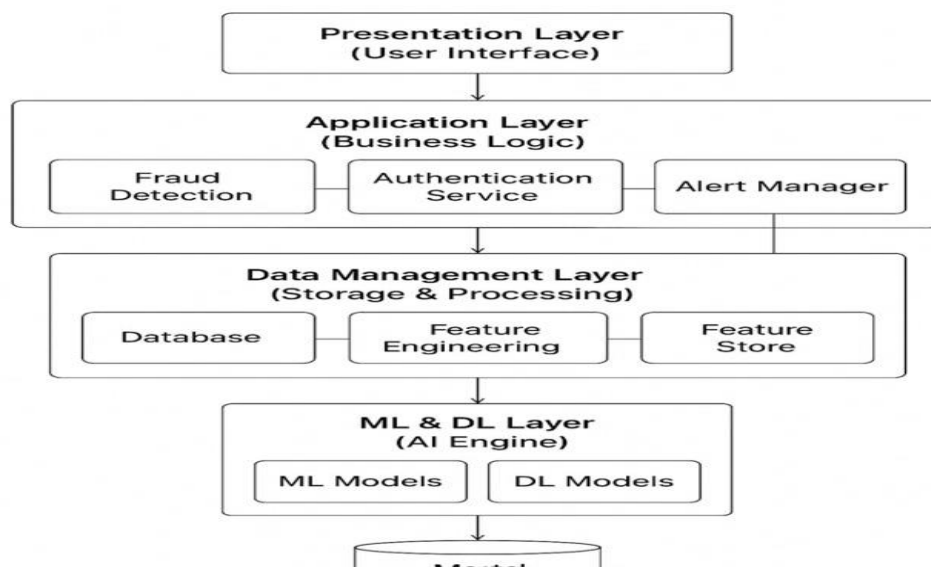 Presentation Layer
(User Interface)
Application Layer
(Business Logic)
Fraud
Detection
Authentication
Service
Alert Manager
Data Management Layer
(Storage & Processing)
Database
Feature
Engineering
Feature
Store
ML & DL Layer
(AI Engine)
ML Models
DL Models